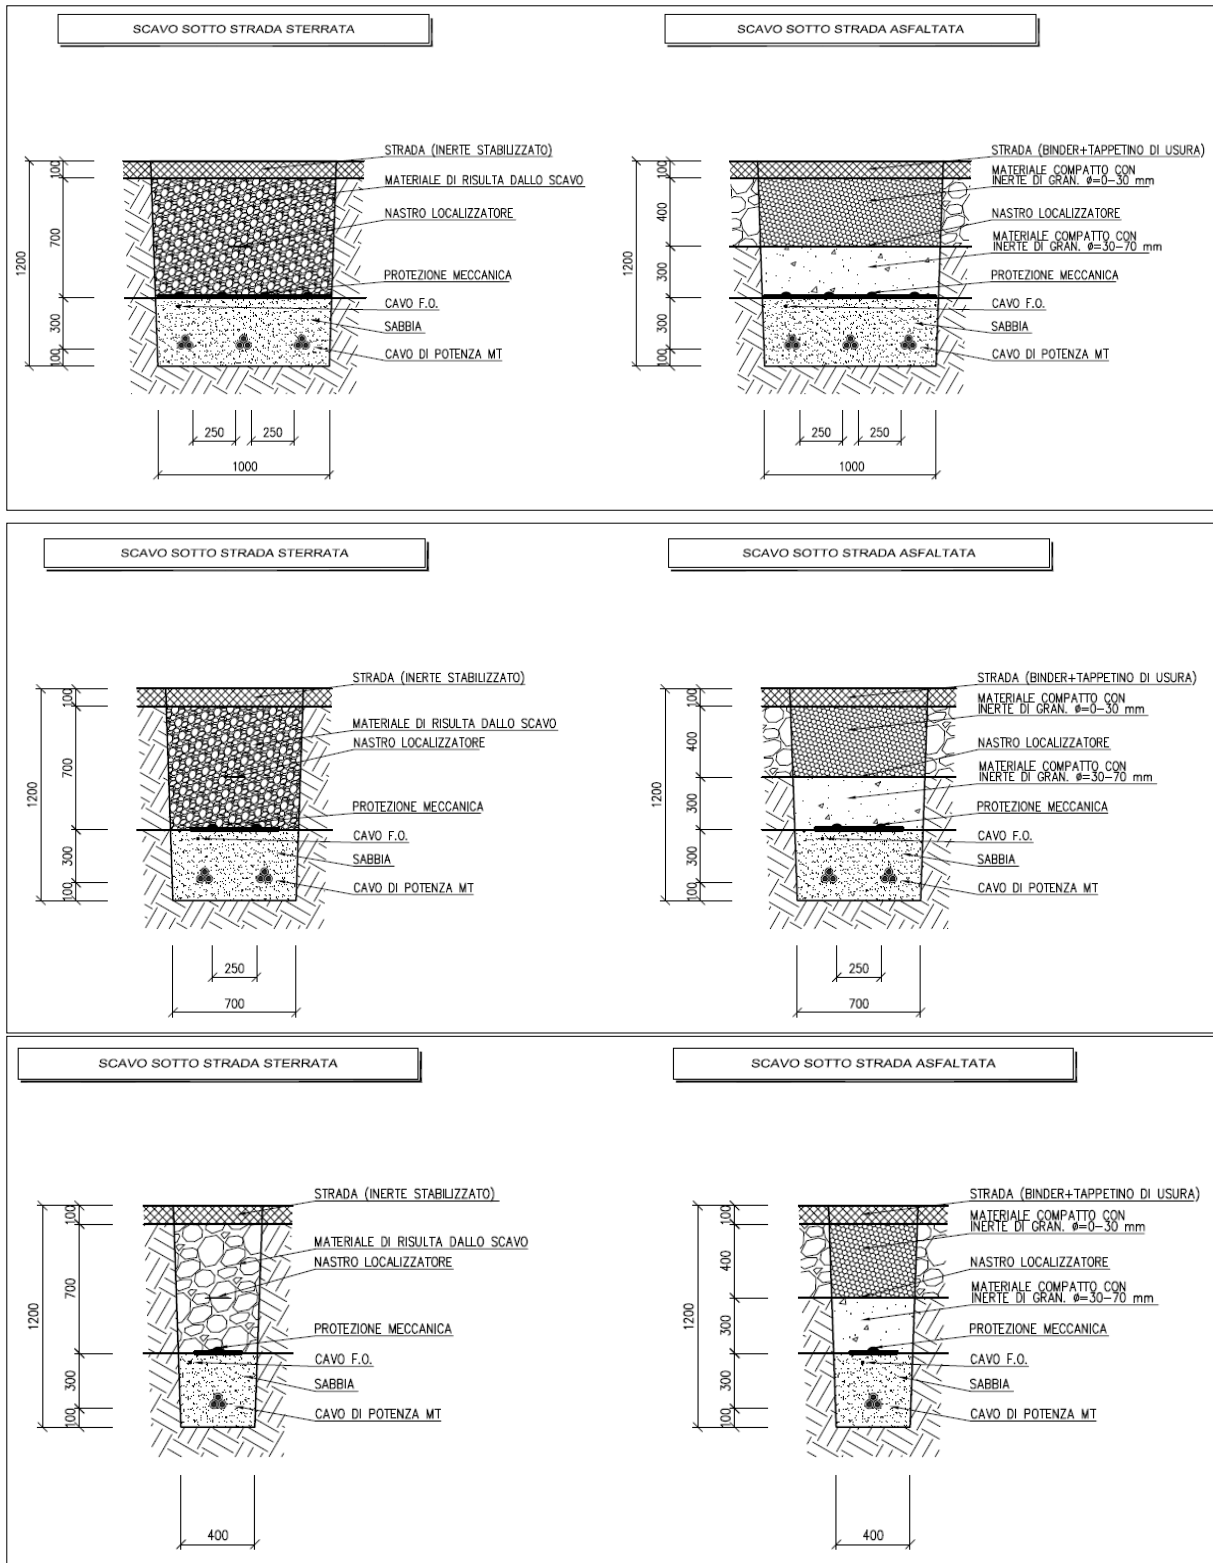 SCAVO SOTTO STRADA STERRATA
1200
100
700
300
100
STRADA (INERTE STABILIZZATO)
MATERIALE DI RISULTA DALLO SCAVO
NASTRO LOCALIZZATORE
PROTEZIONE MECCANICA
CAVO F.O.
SABBIA
CAVO DI POTENZA MT
250 250
1000
SCAVO SOTTO STRADA ASFALTATA
1200
100
400
300
300
100
STRADA (BINDER+TAPPETINO DI USURA)
MATERIALE COMPATTO CON
INERTE DI GRAN. ø=0-30 mm
NASTRO LOCALIZZATORE
MATERIALE COMPATTO CON
INERTE DI GRAN. ø=30-70 mm
PROTEZIONE MECCANICA
CAVO F.O.
SABBIA
CAVO DI POTENZA MT
250 250
1000
SCAVO SOTTO STRADA STERRATA
1200
100
700
300
100
STRADA (INERTE STABILIZZATO)
MATERIALE DI RISULTA DALLO SCAVO
NASTRO LOCALIZZATORE
PROTEZIONE MECCANICA
CAVO F.O.
SABBIA
CAVO DI POTENZA MT
250
700
SCAVO SOTTO STRADA ASFALTATA
1200
100
400
300
300
100
STRADA (BINDER+TAPPETINO DI USURA)
MATERIALE COMPATTO CON
INERTE DI GRAN. ø=0-30 mm
NASTRO LOCALIZZATORE
MATERIALE COMPATTO CON
INERTE DI GRAN. ø=30-70 mm
PROTEZIONE MECCANICA
CAVO F.O.
SABBIA
CAVO DI POTENZA MT
250
700
SCAVO SOTTO STRADA STERRATA
1200
100
700
300
100
STRADA (INERTE STABILIZZATO)
MATERIALE DI RISULTA DALLO SCAVO
NASTRO LOCALIZZATORE
PROTEZIONE MECCANICA
CAVO F.O.
SABBIA
CAVO DI POTENZA MT
400
SCAVO SOTTO STRADA ASFALTATA
1200
100
400
300
300
100
STRADA (BINDER+TAPPETINO DI USURA)
MATERIALE COMPATTO CON
INERTE DI GRAN. ø=0-30 mm
NASTRO LOCALIZZATORE
MATERIALE COMPATTO CON
INERTE DI GRAN. ø=30-70 mm
PROTEZIONE MECCANICA
CAVO F.O.
SABBIA
CAVO DI POTENZA MT
400